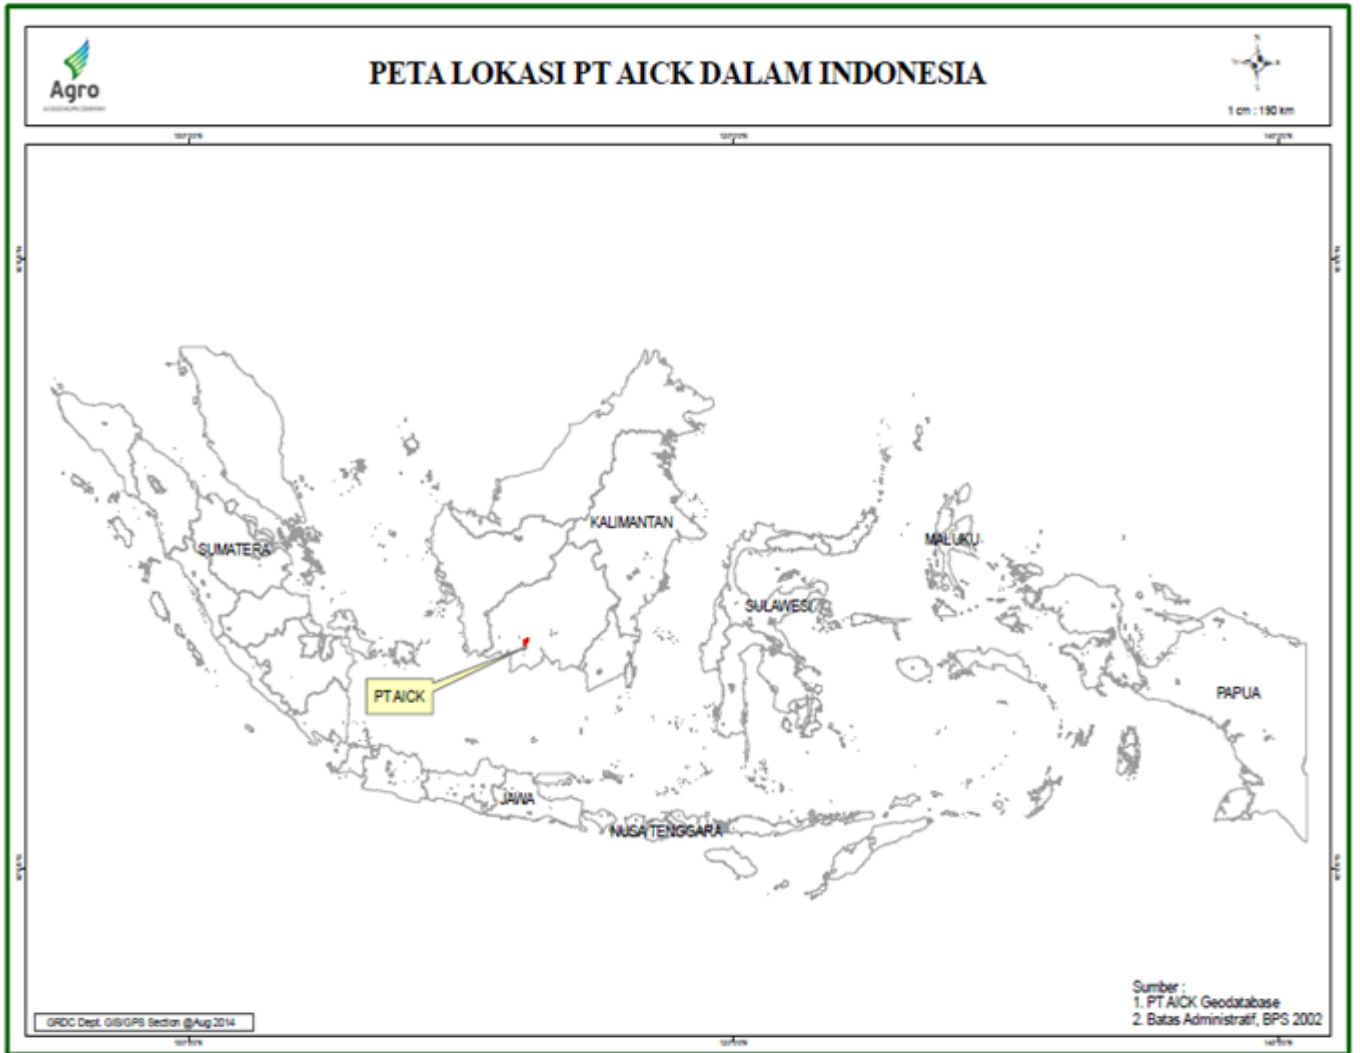 PETA LOKASI PT AICK DALAM INDONESIA
Agro
1 cm : 190 km
KALIMANTAN
SUMATERA
MALUKU
SULAWESI
PT AICK
PAPUA
JAWA
NUSA TENGGARA
Sumber :
1. PT AICK Geodatabase
2. Batas Administratif, BPS 2002
GRDC Dept. GIS/GPS Section @Aug 2014